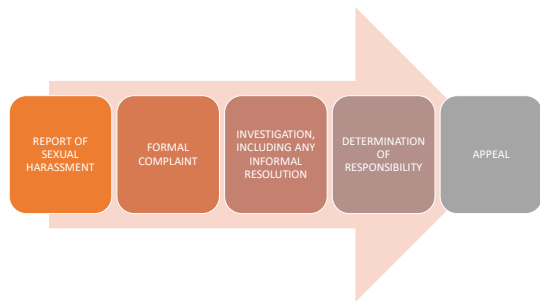 REPORT OF
SEXUAL
HARASSMENT
FORMAL
COMPLAINT
INVESTIGATION,
INCLUDING ANY
INFORMAL
RESOLUTION
DETERMINATION
OF
RESPONSIBILITY
APPEAL